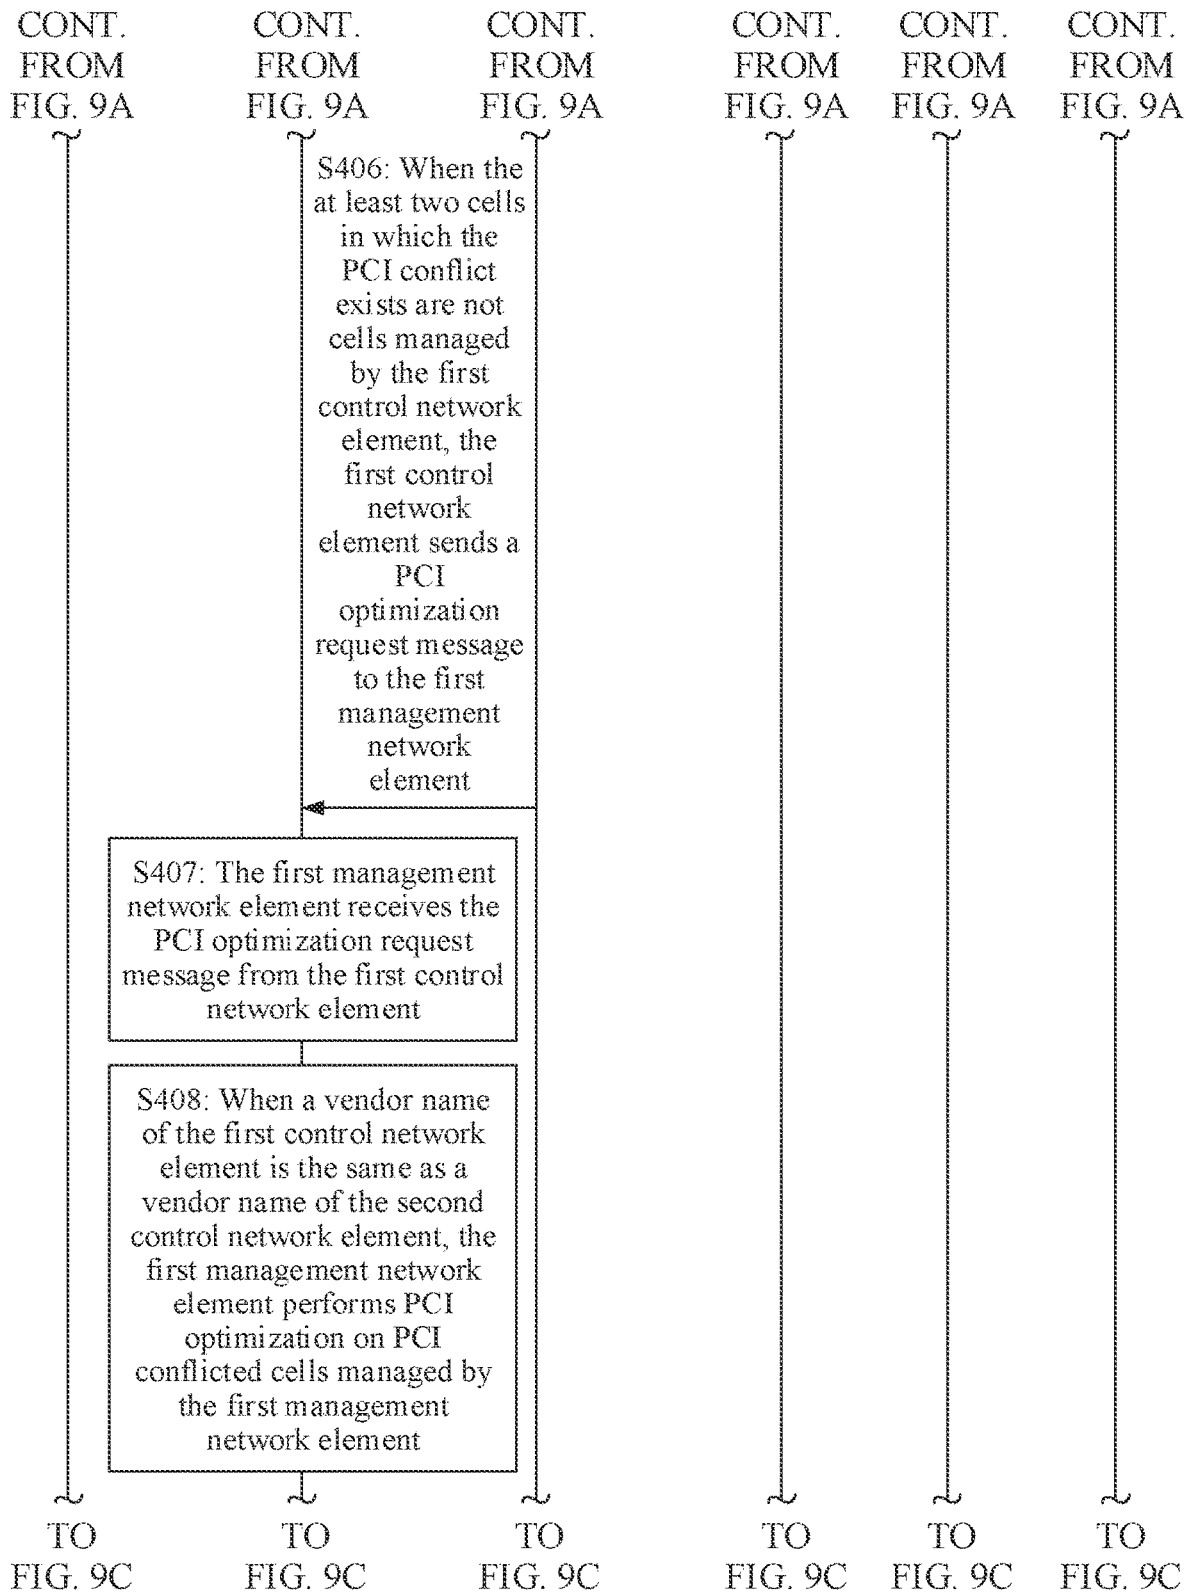 CONT. FROM FIG. 9A
CONT. FROM FIG. 9A
CONT. FROM FIG. 9A
CONT. FROM FIG. 9A
CONT. FROM FIG. 9A
CONT. FROM FIG. 9A
S406: When the
at least two cells
in which the
PCI conflict
exists are not
cells managed
by the first
control network
element, the
first control
network
element sends a
PCI
optimization
request message
to the first
management
network
element
S407: The first management
network element receives the
PCI optimization request
message from the first control
network element
S408: When a vendor name
of the first control network
element is the same as a
vendor name of the second
control network element, the
first management network
element performs PCI
optimization on PCI
conflicted cells managed by
the first management
network element
TO FIG. 9C
TO FIG. 9C
TO FIG. 9C
TO FIG. 9C
TO FIG. 9C
TO FIG. 9C